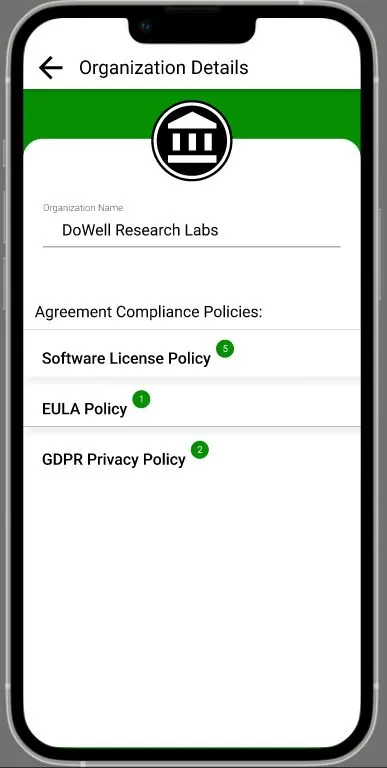 Organization Details
Organization Name
DoWell Research Labs
Agreement Compliance Policies:
Software License Policy 5
EULA Policy 1
GDPR Privacy Policy 2